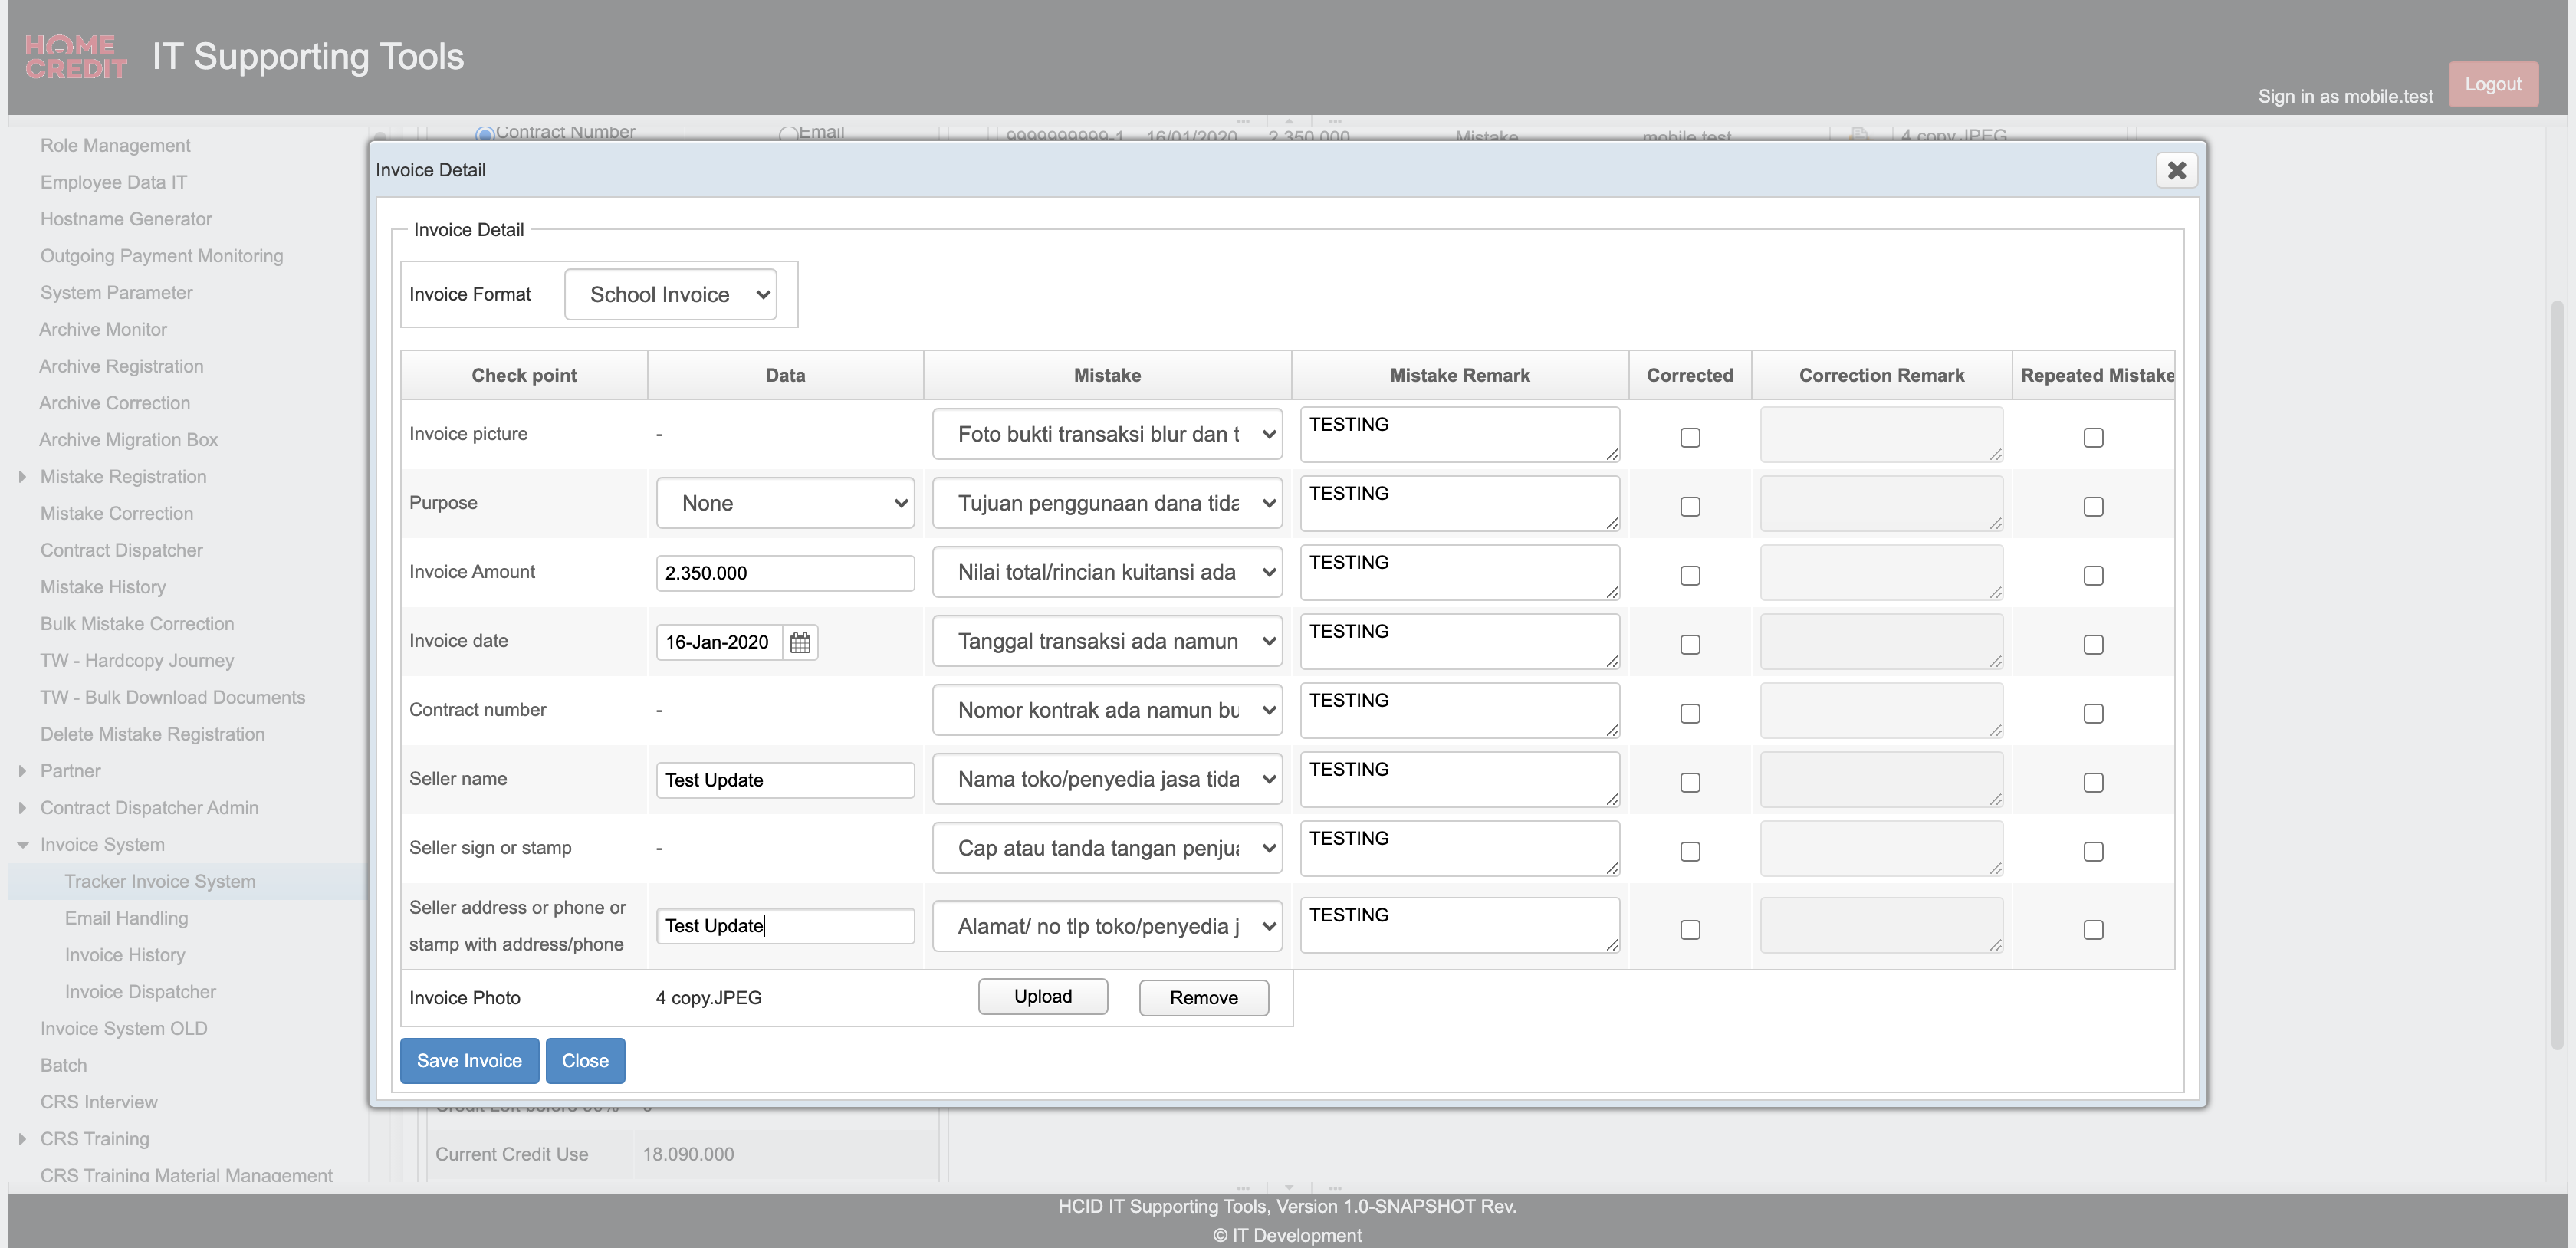 HOME
CREDIT
IT Supporting Tools
Sign in as mobile.test
Logout
Role Management
Employee Data IT
Hostname Generator
Outgoing Payment Monitoring
System Parameter
Archive Monitor
Archive Registration
Archive Correction
Archive Migration Box
Mistake Registration
Mistake Correction
Contract Dispatcher
Mistake History
Bulk Mistake Correction
TW - Hardcopy Journey
TW - Bulk Download Documents
Delete Mistake Registration
Partner
Contract Dispatcher Admin
Invoice System
Tracker Invoice System
Email Handling
Invoice History
Invoice Dispatcher
Invoice System OLD
Batch
CRS Interview
CRS Training
CRS Training Material Management
Contract Number Email 9999999999-1 16/01/2020 2.350.000 Mistake mobile.test 4 copy.JPEG
Invoice Detail
Invoice Detail
Invoice Format School Invoice
Check point Data Mistake Mistake Remark Corrected Correction Remark Repeated Mistake
Invoice picture - Foto bukti transaksi blur dan t TESTING
Purpose None Tujuan penggunaan dana tida TESTING
Invoice Amount 2.350.000 Nilai total/rincian kuitansi ada TESTING
Invoice date 16-Jan-2020 Tanggal transaksi ada namun TESTING
Contract number - Nomor kontrak ada namun bu TESTING
Seller name Test Update Nama toko/penyedia jasa tida TESTING
Seller sign or stamp - Cap atau tanda tangan penjua TESTING
Seller address or phone or
stamp with address/phone Test Update Alamat/ no tlp toko/penyedia j TESTING
Invoice Photo 4 copy.JPEG Upload Remove
Save Invoice Close
Current Credit Use 18.090.000
HCID IT Supporting Tools, Version 1.0-SNAPSHOT Rev.
© IT Development